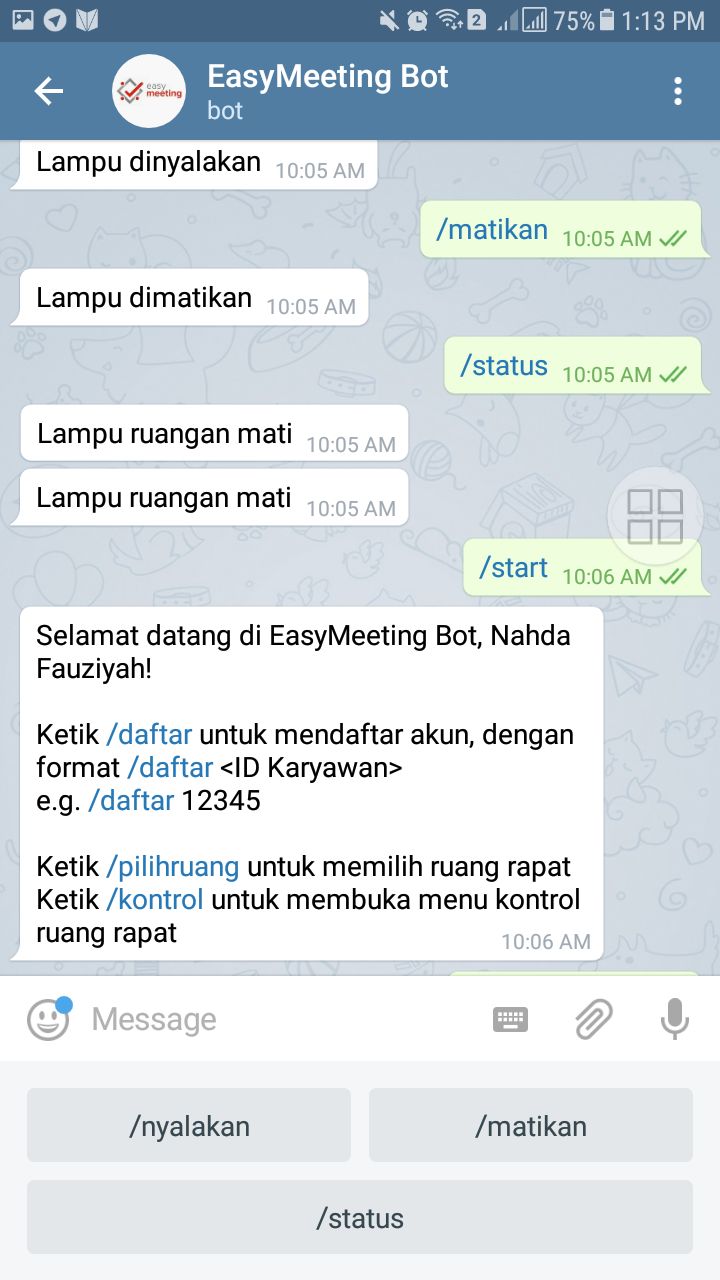 2 75% 1:13 PM
easy
meeting
EasyMeeting Bot
bot
Lampu dinyalakan 10:05 AM
/matikan 10:05 AM
Lampu dimatikan 10:05 AM
/status 10:05 AM
Lampu ruangan mati 10:05 AM
Lampu ruangan mati 10:05 AM
/start 10:06 AM
Selamat datang di EasyMeeting Bot, Nahda
Fauziyah!
Ketik /daftar untuk mendaftar akun, dengan
format /daftar <ID Karyawan>
e.g. /daftar 12345
Ketik /pilihruang untuk memilih ruang rapat
Ketik /kontrol untuk membuka menu kontrol
ruang rapat
10:06 AM
Message
/nyalakan
/matikan
/status